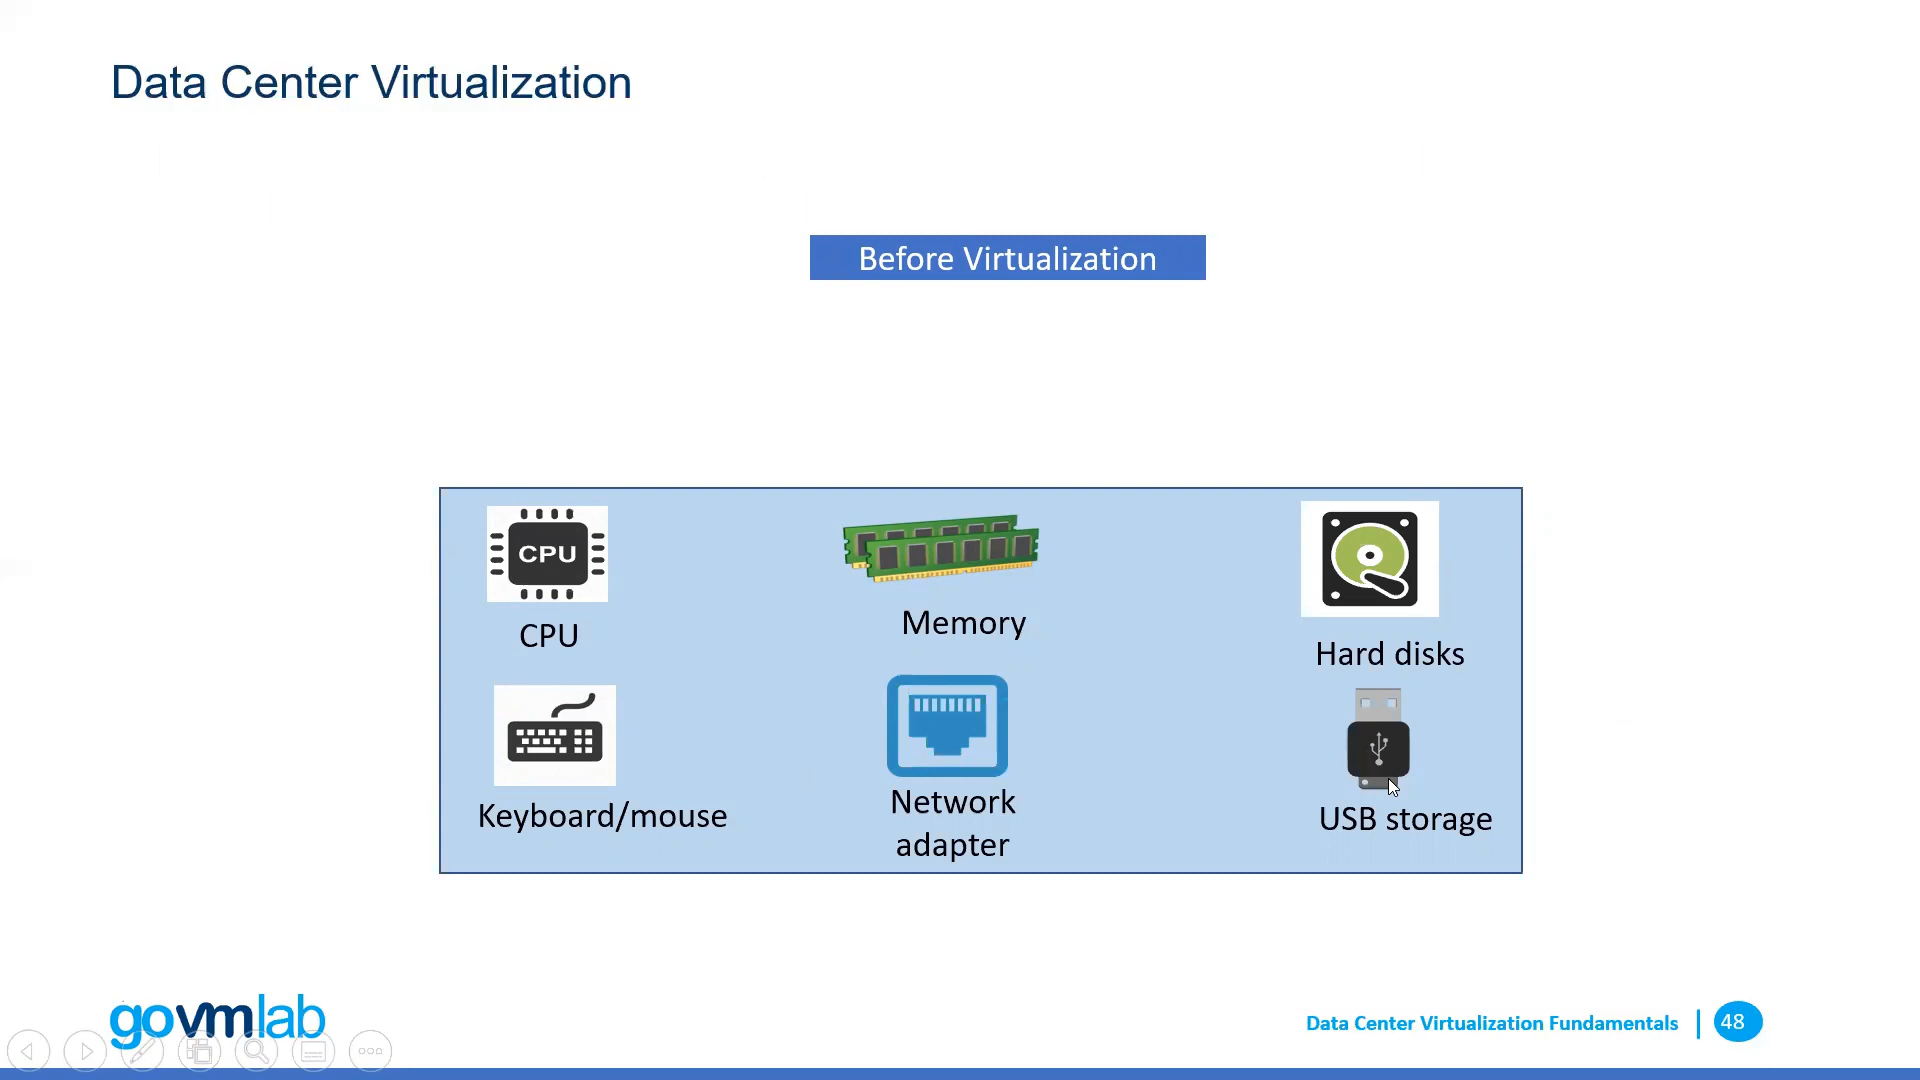 Data Center Virtualization
Before Virtualization
CPU
CPU
Memory
Hard disks
Keyboard/mouse
Network
adapter
USB storage
govmlab
Data Center Virtualization Fundamentals
48